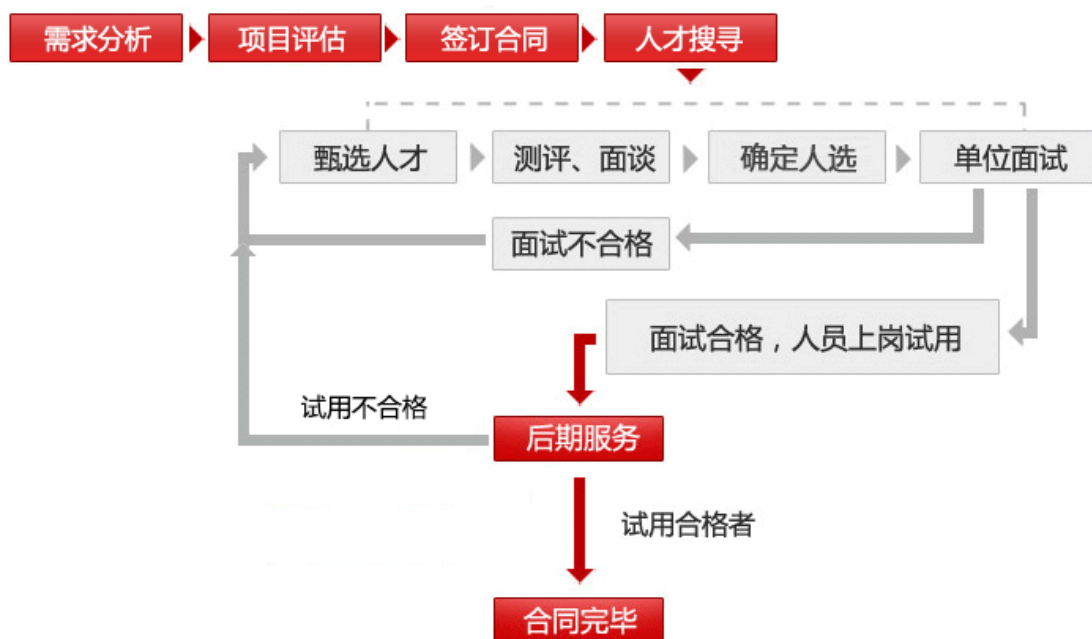 需求分析
项目评估
签订合同
人才搜寻
甄选人才
测评、面谈
确定人选
单位面试
面试不合格
面试合格，人员上岗试用
试用不合格
后期服务
试用合格者
合同完毕